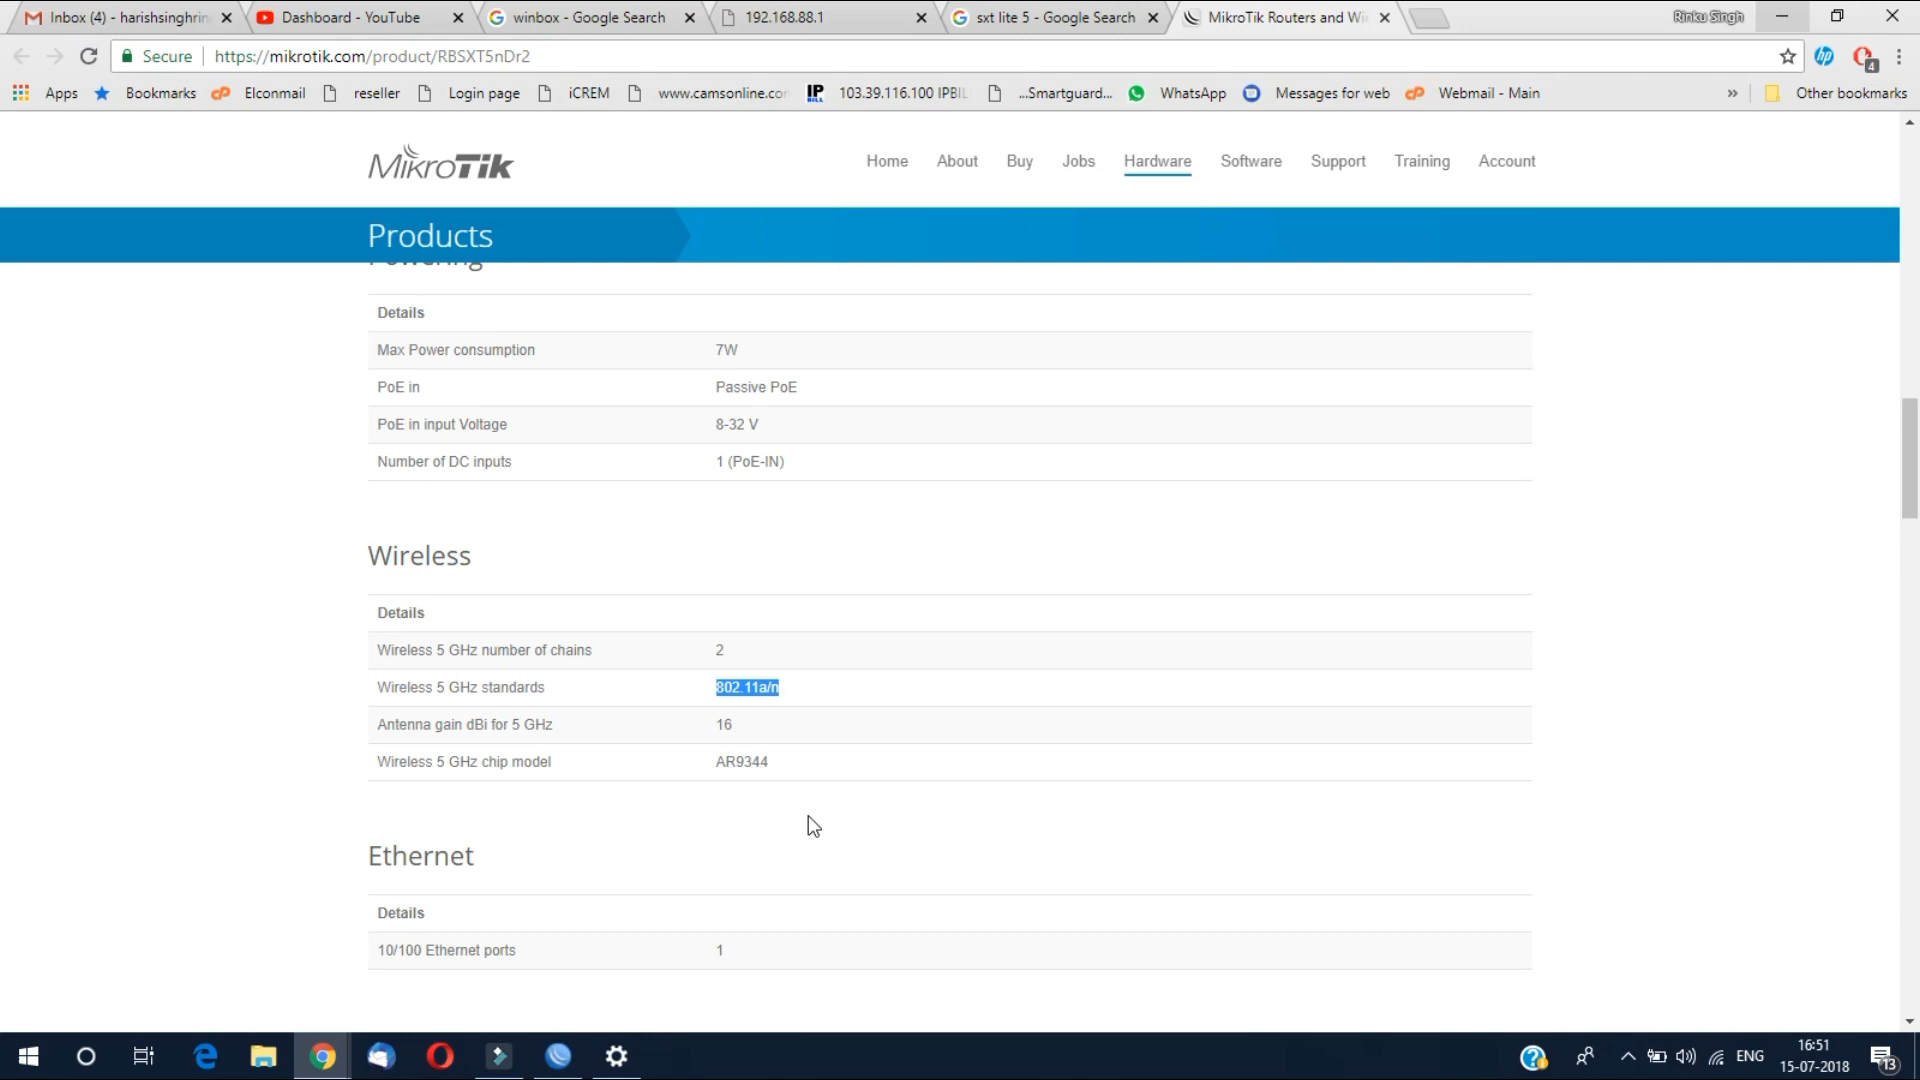 Inbox (4) - harishsinghrin
Dashboard - YouTube
winbox - Google Search
192.168.88.1
sxt lite 5 - Google Search
MikroTik Routers and Wi
Rinku Singh
Secure
https://mikrotik.com/product/RBSXT5nDr2
4
Apps
Bookmarks
Elconmail
reseller
Login page
iCREM
www.camsonline.com
103.39.116.100 IPBIL
...Smartguard...
WhatsApp
Messages for web
Webmail - Main
»
Other bookmarks
MikroTik
Home
About
Buy
Jobs
Hardware
Software
Support
Training
Account
Products
Powering
Details
Max Power consumption 7W
PoE in Passive PoE
PoE in input Voltage 8-32 V
Number of DC inputs 1 (PoE-IN)
Wireless
Details
Wireless 5 GHz number of chains 2
Wireless 5 GHz standards 802.11a/n
Antenna gain dBi for 5 GHz 16
Wireless 5 GHz chip model AR9344
Ethernet
Details
10/100 Ethernet ports 1
ENG
16:51
15-07-2018
13